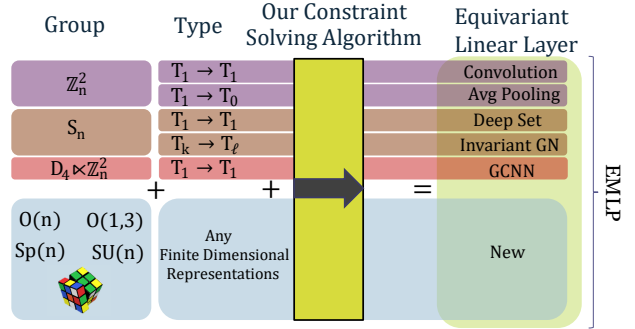 Group
Type
Our Constraint
Solving Algorithm
Equivariant
Linear Layer
ℤₙ²
T₁ → T₁
Convolution
T₁ → T₀
Avg Pooling
Sₙ
T₁ → T₁
Deep Set
Tₖ → Tℓ
Invariant GN
D₄⋉ℤₙ²
T₁ → T₁
GCNN
+
+
=
O(n)
O(1,3)
Sp(n)
SU(n)
Any
Finite Dimensional
Representations
New
EMLP